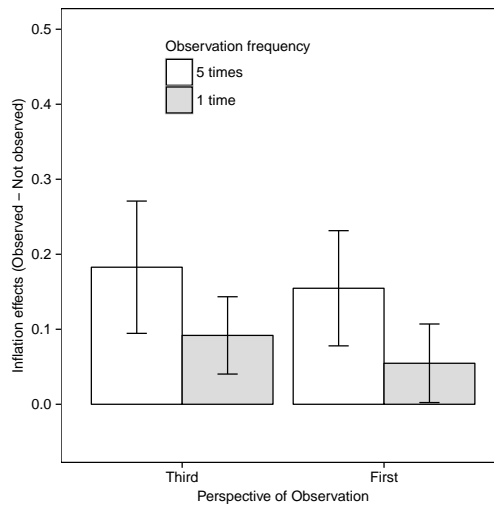 Observation frequency
5 times
1 time
Inflation effects (Observed − Not observed)
0.5
0.4
0.3
0.2
0.1
0.0
Third
First
Perspective of Observation